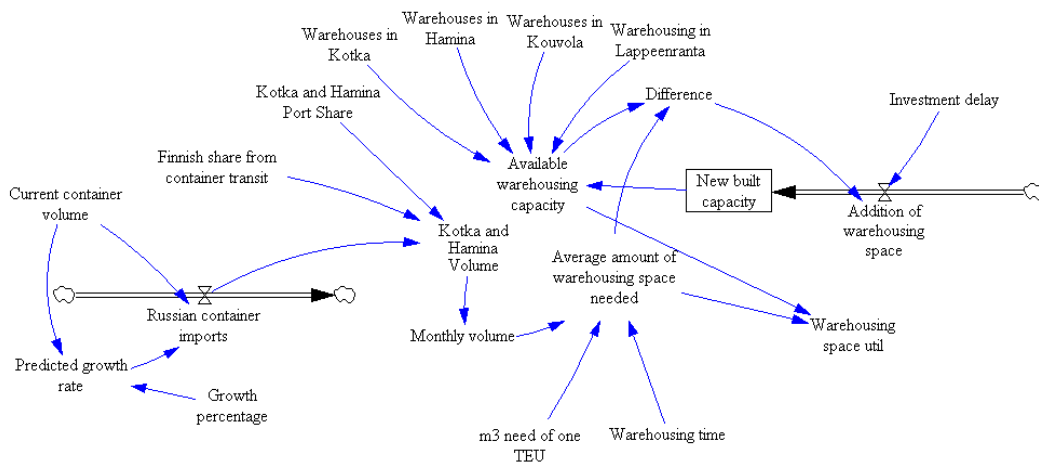 Warehouses in
Kotka
Warehouses in
Hamina
Warehouses in
Kouvola
Warehousing in
Lappeenranta
Kotka and Hamina
Port Share
Difference
Investment delay
Finnish share from
container transit
Available
warehousing
capacity
New built
capacity
Current container
volume
Addition of
warehousing
space
Kotka and
Hamina
Volume
Average amount of
warehousing space
needed
Russian container
imports
Monthly volume
Warehousing
space util
Predicted growth
rate
Growth
percentage
m3 need of one
TEU
Warehousing time